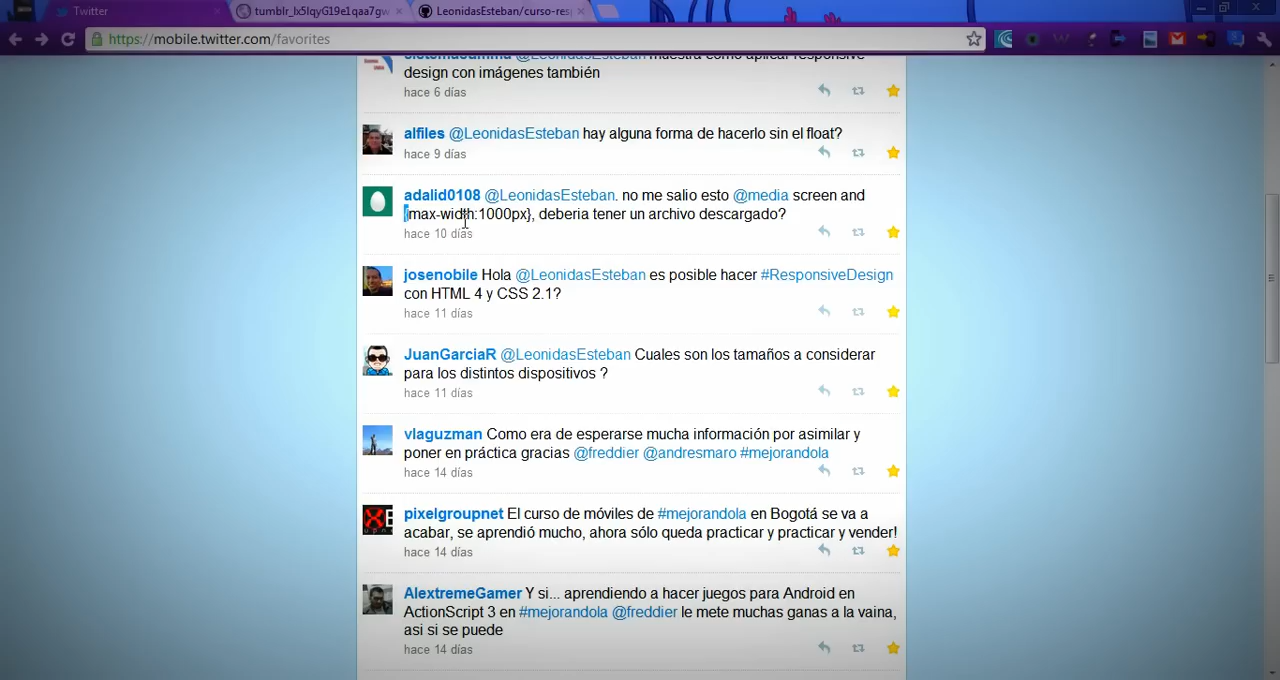 Twitter
tumblr_lx5lqyG19e1qaa7gw
LeonidasEsteban/curso-res
https://mobile.twitter.com/favorites
@LeonidasEsteban muestra como aplicar responsive
design con imágenes también
hace 6 días
alfiles @LeonidasEsteban hay alguna forma de hacerlo sin el float?
hace 9 días
adalid0108 @LeonidasEsteban. no me salio esto @media screen and
{max-width:1000px}, deberia tener un archivo descargado?
hace 10 días
josenobile Hola @LeonidasEsteban es posible hacer #ResponsiveDesign
con HTML 4 y CSS 2.1?
hace 11 días
JuanGarciaR @LeonidasEsteban Cuales son los tamaños a considerar
para los distintos dispositivos ?
hace 11 días
vlaguzman Como era de esperarse mucha información por asimilar y
poner en práctica gracias @freddier @andresmaro #mejorandola
hace 14 días
pixelgroupnet El curso de móviles de #mejorandola en Bogotá se va a
acabar, se aprendió mucho, ahora sólo queda practicar y practicar y vender!
hace 14 días
AlextremeGamer Y si... aprendiendo a hacer juegos para Android en
ActionScript 3 en #mejorandola @freddier le mete muchas ganas a la vaina,
asi si se puede
hace 14 días